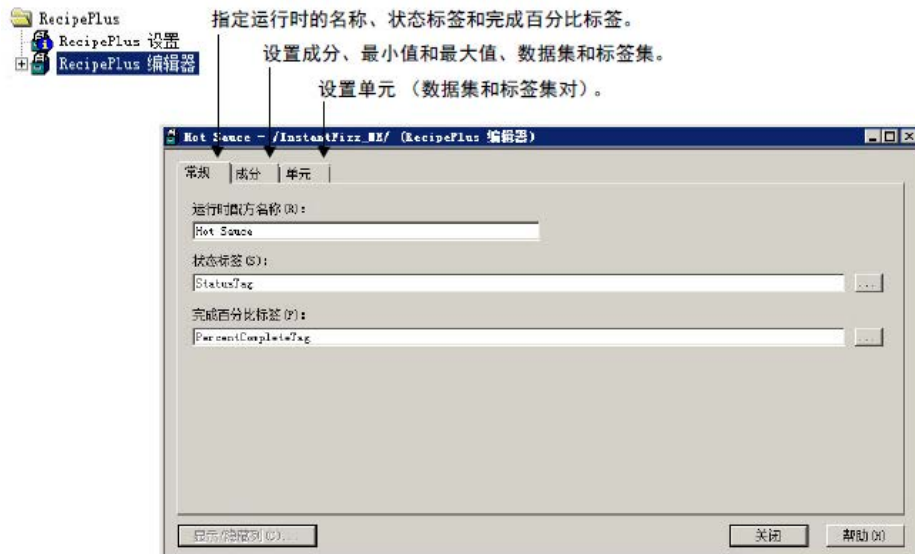 RecipePlus
RecipePlus 设置
RecipePlus 编辑器
指定运行时的名称、状态标签和完成百分比标签。
设置成分、最小值和最大值、数据集和标签集。
设置单元 （数据集和标签集对）。
Hot Sauce - /InstantFizz_ME/ (RecipePlus 编辑器)
常规 成分 单元
运行时配方名称(R):
Hot Sauce
状态标签(S):
StatusTag
...
完成百分比标签(P):
PercentCompleteTag
...
显示/隐藏列(C)... 关闭 帮助(H)